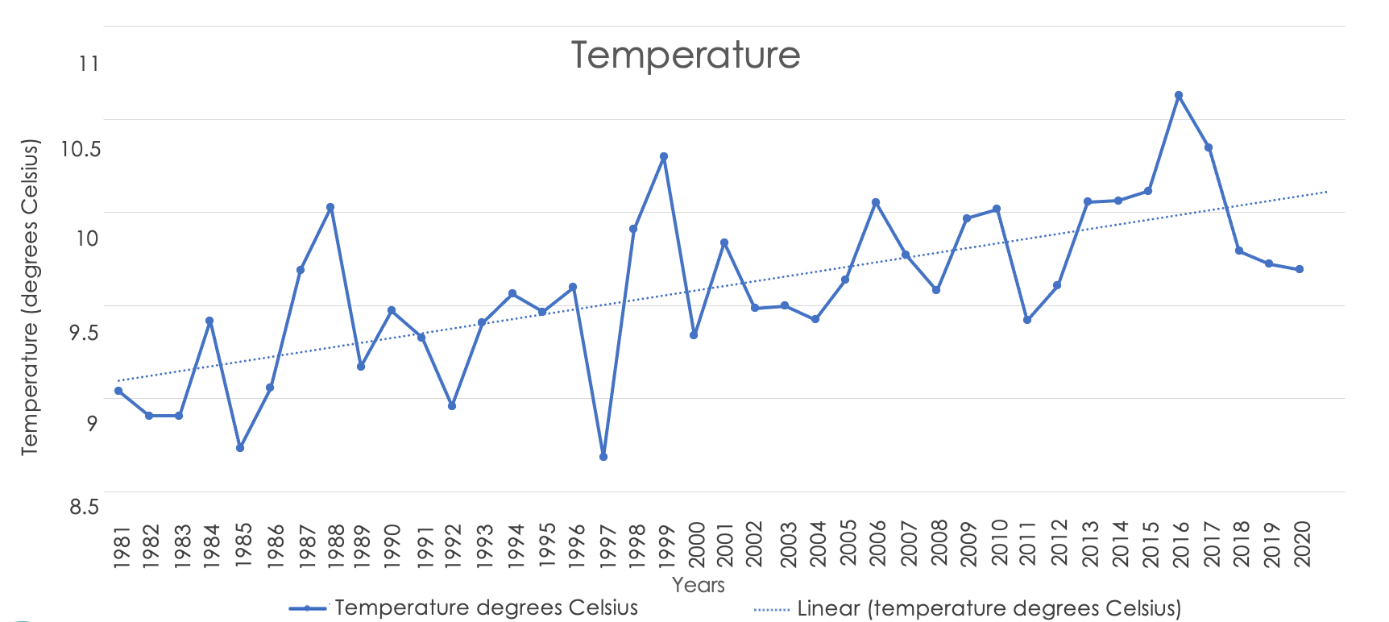 Temperature
11
10.5
10
9.5
9
8.5
Temperature (degrees Celsius)
1981 1982 1983 1984 1985 1986 1987 1988 1989 1990 1991 1992 1993 1994 1995 1996 1997 1998 1999 2000 2001 2002 2003 2004 2005 2006 2007 2008 2009 2010 2011 2012 2013 2014 2015 2016 2017 2018 2019 2020
Years
Temperature degrees Celsius Linear (temperature degrees Celsius)